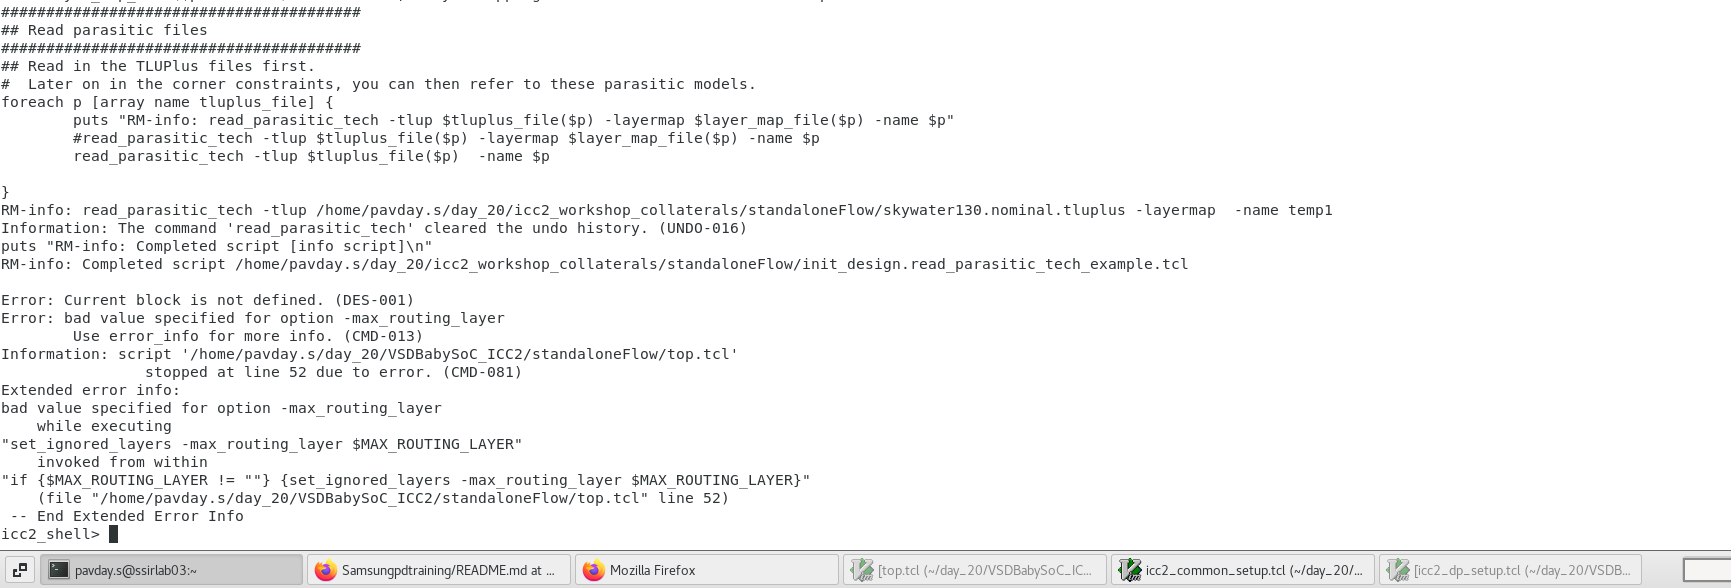 ########################################
## Read parasitic files
########################################
## Read in the TLUPlus files first.
#  Later on in the corner constraints, you can then refer to these parasitic models.
foreach p [array name tluplus_file] {
        puts "RM-info: read_parasitic_tech -tlup $tluplus_file($p) -layermap $layer_map_file($p) -name $p"
        #read_parasitic_tech -tlup $tluplus_file($p) -layermap $layer_map_file($p) -name $p
        read_parasitic_tech -tlup $tluplus_file($p)  -name $p
}
RM-info: read_parasitic_tech -tlup /home/pavday.s/day_20/icc2_workshop_collaterals/standaloneFlow/skywater130.nominal.tluplus -layermap  -name temp1
Information: The command 'read_parasitic_tech' cleared the undo history. (UNDO-016)
puts "RM-info: Completed script [info script]\n"
RM-info: Completed script /home/pavday.s/day_20/icc2_workshop_collaterals/standaloneFlow/init_design.read_parasitic_tech_example.tcl
Error: Current block is not defined. (DES-001)
Error: bad value specified for option -max_routing_layer
        Use error_info for more info. (CMD-013)
Information: script '/home/pavday.s/day_20/VSDBabySoC_ICC2/standaloneFlow/top.tcl'
                stopped at line 52 due to error. (CMD-081)
Extended error info:
bad value specified for option -max_routing_layer
    while executing
"set_ignored_layers -max_routing_layer $MAX_ROUTING_LAYER"
    invoked from within
"if {$MAX_ROUTING_LAYER != ""} {set_ignored_layers -max_routing_layer $MAX_ROUTING_LAYER}"
    (file "/home/pavday.s/day_20/VSDBabySoC_ICC2/standaloneFlow/top.tcl" line 52)
 -- End Extended Error Info
icc2_shell>
pavday.s@ssirlab03:~
Samsungpdtraining/README.md at ...
Mozilla Firefox
[top.tcl (~/day_20/VSDBabySoC_IC...
icc2_common_setup.tcl (~/day_20/...
[icc2_dp_setup.tcl (~/day_20/VSDB...